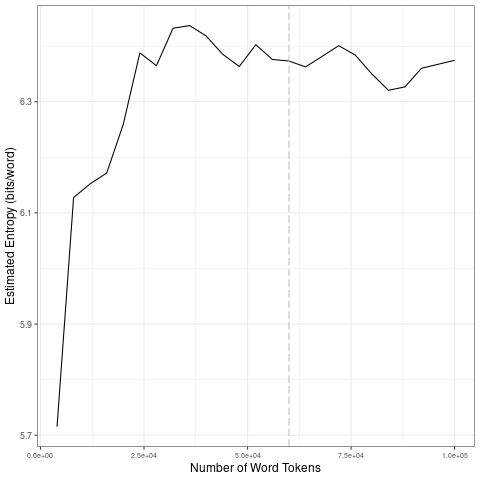 Estimated Entropy (bits/word)
6.3
6.1
5.9
5.7
0.0e+00 2.5e+04 5.0e+04 7.5e+04 1.0e+05
Number of Word Tokens